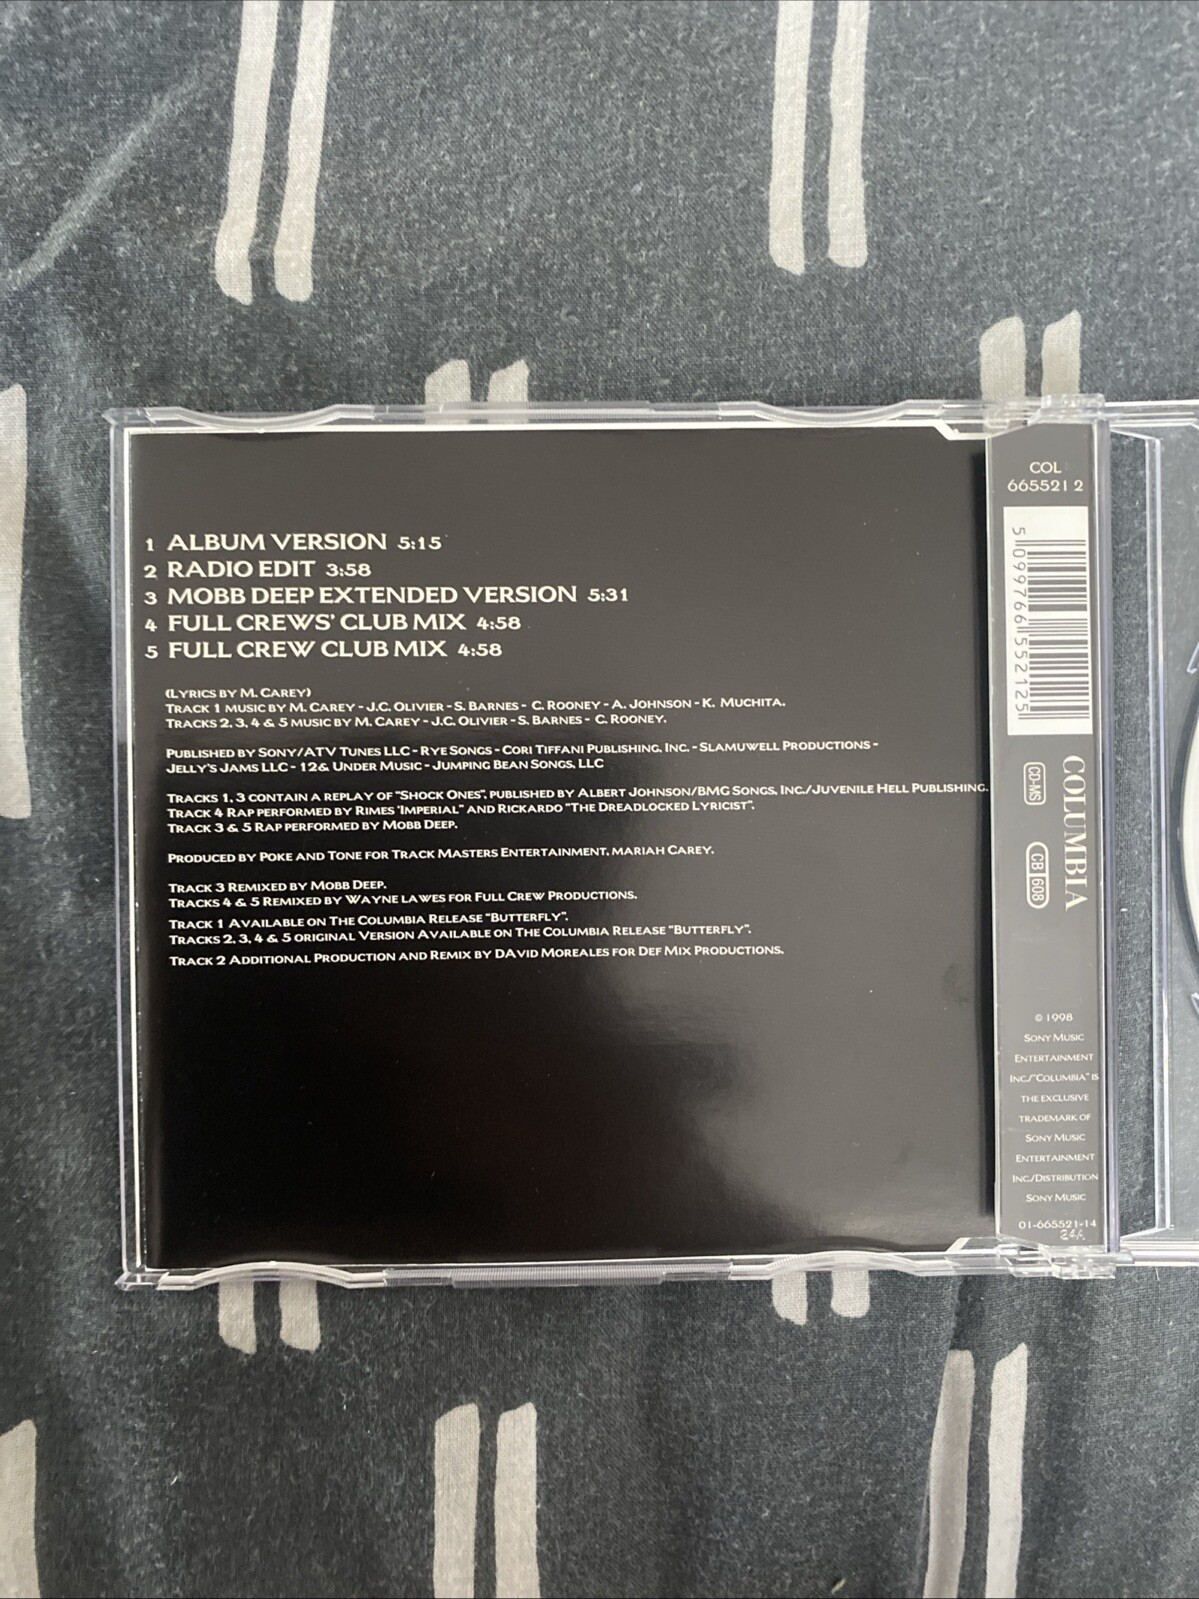 1 ALBUM VERSION 5:15
2 RADIO EDIT 3:58
3 MOBB DEEP EXTENDED VERSION 5:31
4 FULL CREWS' CLUB MIX 4:58
5 FULL CREW CLUB MIX 4:58
(LYRICS BY M. CAREY)
TRACK 1 MUSIC BY M. CAREY - J.C. OLIVIER - S. BARNES - C. ROONEY - A. JOHNSON - K. MUCHITA.
TRACKS 2, 3, 4 & 5 MUSIC BY M. CAREY - J.C. OLIVIER - S. BARNES - C. ROONEY.
PUBLISHED BY SONY/ATV TUNES LLC - RYE SONGS - CORI TIFFANI PUBLISHING, INC. - SLAMUWELL PRODUCTIONS -
JELLY'S JAMS LLC - 12& UNDER MUSIC - JUMPING BEAN SONGS, LLC
TRACKS 1, 3 CONTAIN A REPLAY OF "SHOCK ONES", PUBLISHED BY ALBERT JOHNSON/BMG SONGS, INC./JUVENILE HELL PUBLISHING.
TRACK 4 RAP PERFORMED BY RIMES 'IMPERIAL" AND RICKARDO "THE DREADLOCKED LYRICIST".
TRACK 3 & 5 RAP PERFORMED BY MOBB DEEP.
PRODUCED BY POKE AND TONE FOR TRACK MASTERS ENTERTAINMENT, MARIAH CAREY.
TRACK 3 REMIXED BY MOBB DEEP.
TRACKS 4 & 5 REMIXED BY WAYNE LAWES FOR FULL CREW PRODUCTIONS.
TRACK 1 AVAILABLE ON THE COLUMBIA RELEASE "BUTTERFLY".
TRACKS 2, 3, 4 & 5 ORIGINAL VERSION AVAILABLE ON THE COLUMBIA RELEASE "BUTTERFLY".
TRACK 2 ADDITIONAL PRODUCTION AND REMIX BY DAVID MOREALES FOR DEF MIX PRODUCTIONS.
COL
665521 2
5 099766 552125
COLUMBIA
CD-MS
CB 608
© 1998
SONY MUSIC
ENTERTAINMENT
INC./"COLUMBIA" IS
THE EXCLUSIVE
TRADEMARK OF
SONY MUSIC
ENTERTAINMENT
INC./DISTRIBUTION
SONY MUSIC
01-665521-14